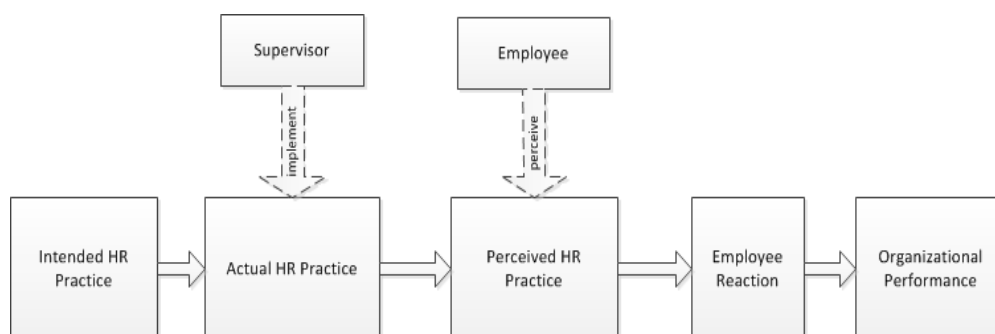 Supervisor
Employee
implement
perceive
Intended HR
Practice
Actual HR Practice
Perceived HR
Practice
Employee
Reaction
Organizational
Performance